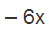 – 6x